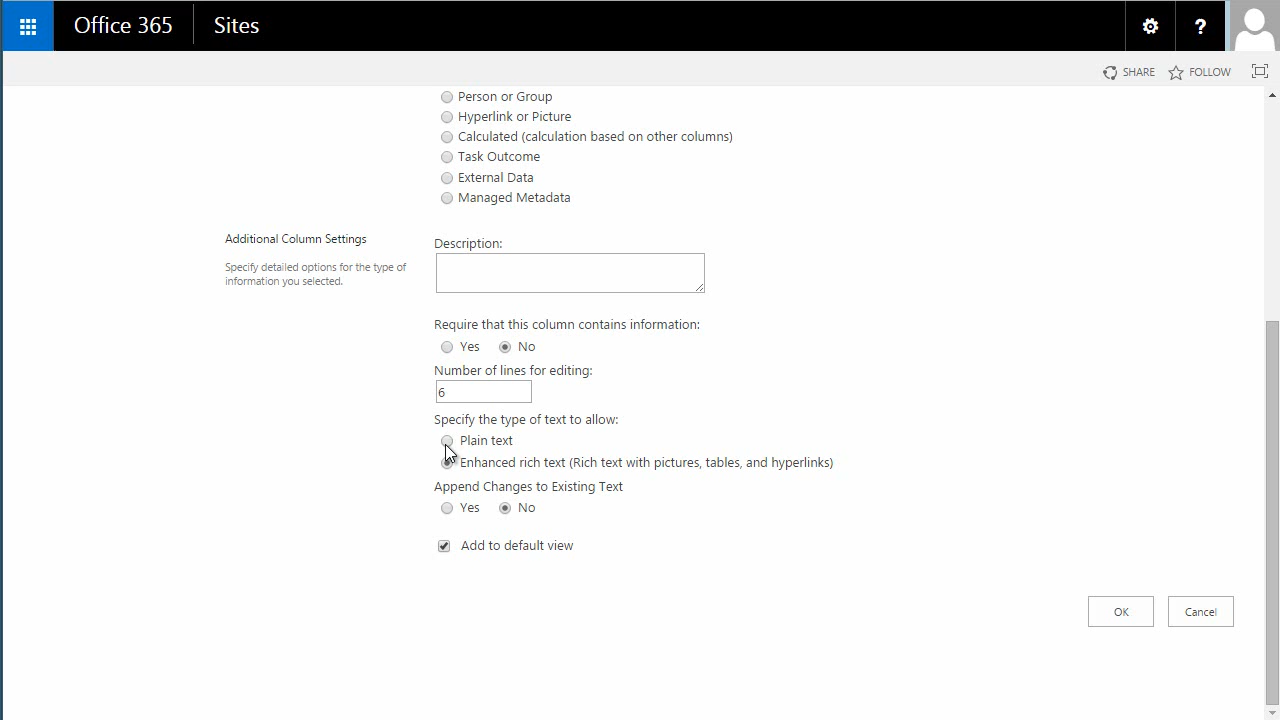 Office 365 Sites ?
SHARE FOLLOW
Person or Group
Hyperlink or Picture
Calculated (calculation based on other columns)
Task Outcome
External Data
Managed Metadata
Additional Column Settings
Specify detailed options for the type of
information you selected.
Description:
Require that this column contains information:
Yes No
Number of lines for editing:
6
Specify the type of text to allow:
Plain text
Enhanced rich text (Rich text with pictures, tables, and hyperlinks)
Append Changes to Existing Text
Yes No
Add to default view
OK Cancel